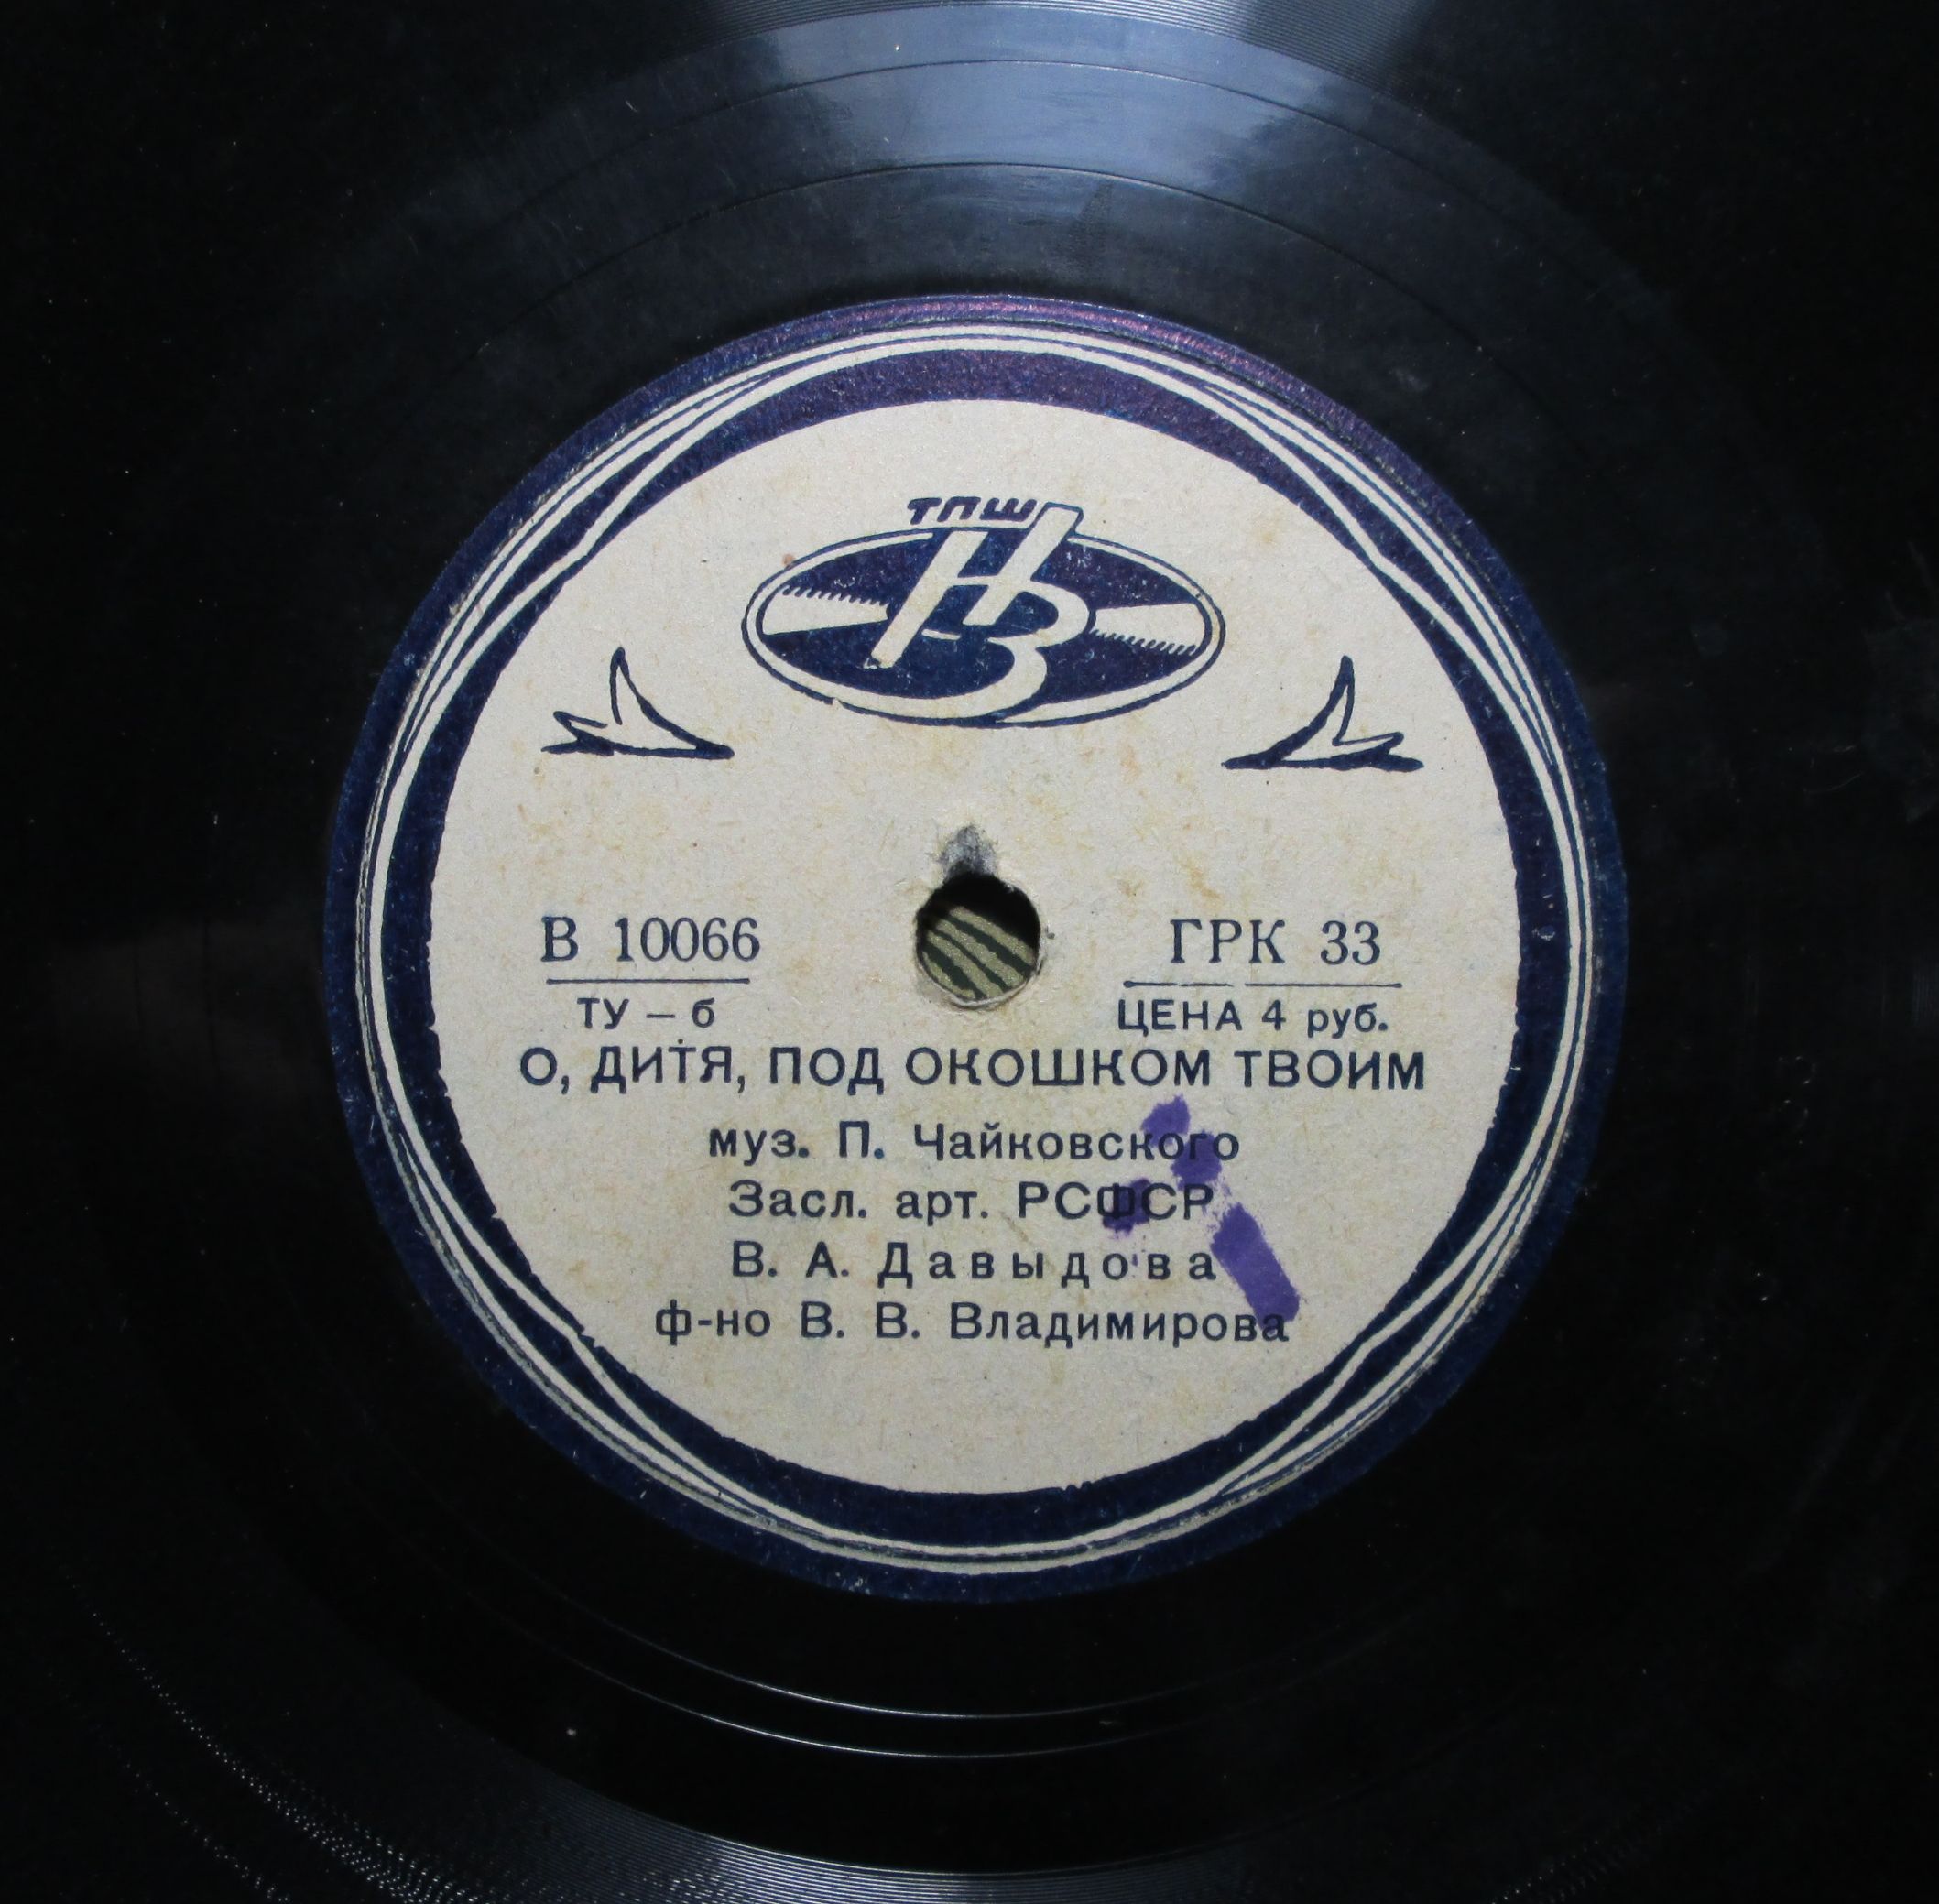 ТПШ
НЗ
В 10066 ГРК 33
ТУ – б ЦЕНА 4 руб.
О, ДИТЯ, ПОД ОКОШКОМ ТВОИМ
муз. П. Чайковского
Засл. арт. РСФСР
В. А. Давыдова
ф-но В. В. Владимирова